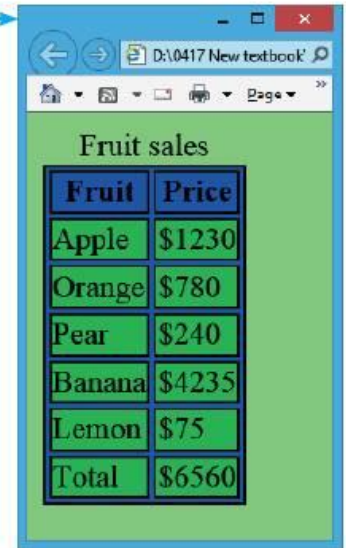 D:\0417 New textbook'
Page
Fruit sales
Fruit Price
Apple $1230
Orange $780
Pear $240
Banana $4235
Lemon $75
Total $6560